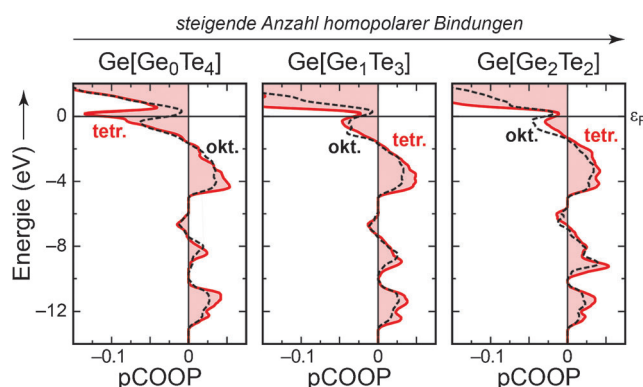 steigende Anzahl homopolarer Bindungen
Ge[Ge₀Te₄] Ge[Ge₁Te₃] Ge[Ge₂Te₂]
Energie (eV)
0
−4
−8
−12
tetr. okt.
okt. tetr.
okt. tetr.
εF
−0.1 0 −0.1 0 −0.1 0
pCOOP pCOOP pCOOP